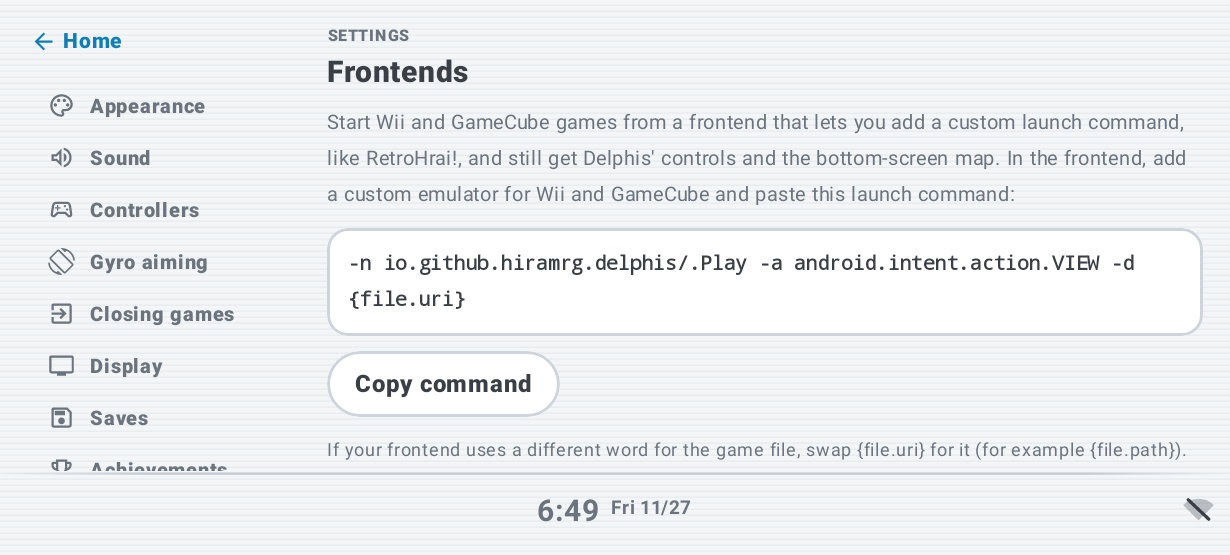 Home
SETTINGS
Frontends
Appearance
Sound
Controllers
Gyro aiming
Closing games
Display
Saves
Achievements
Start Wii and GameCube games from a frontend that lets you add a custom launch command,
like RetroHrai!, and still get Delphis' controls and the bottom-screen map. In the frontend, add
a custom emulator for Wii and GameCube and paste this launch command:
-n io.github.hiramrg.delphis/.Play -a android.intent.action.VIEW -d
{file.uri}
Copy command
If your frontend uses a different word for the game file, swap {file.uri} for it (for example {file.path}).
6:49 Fri 11/27